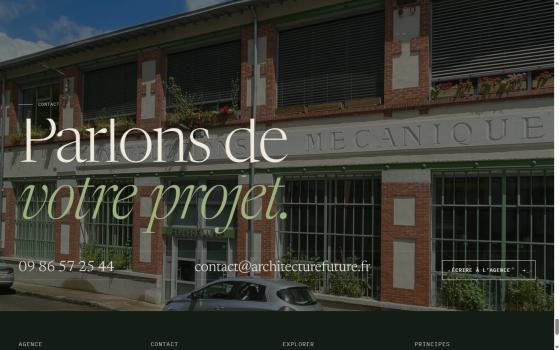 CONTACT
Parlons de
MECANIQUE
votre projet.
09 86 57 25 44
contact@architecturefuture.fr
ÉCRIRE À L'AGENCE →
AGENCE
CONTACT
EXPLORER
PRINCIPES